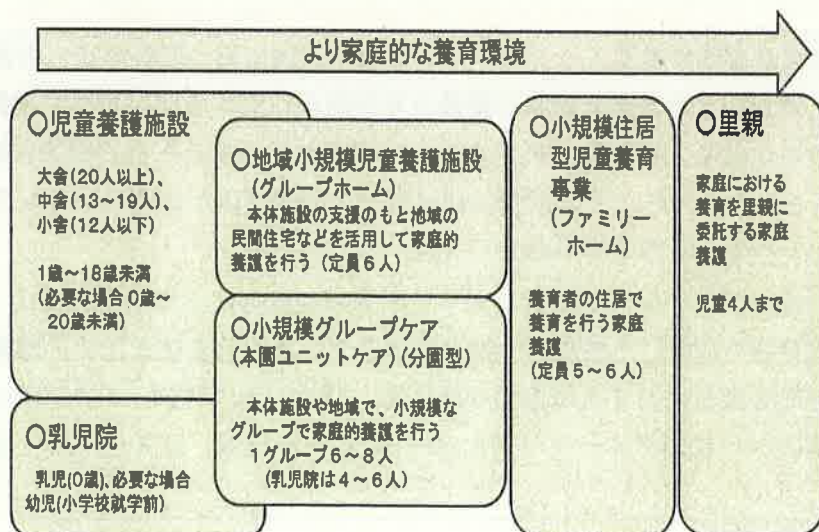 より家庭的な養育環境
○児童養護施設
大舎(20人以上)、
中舎(13~19人)、
小舎(12人以下)
1歳~18歳未満
(必要な場合0歳~
20歳未満)
○乳児院
乳児(0歳)、必要な場合
幼児(小学校就学前)
○地域小規模児童養護施設
(グループホーム)
本体施設の支援のもと地域の
民間住宅などを活用して家庭的
養護を行う(定員6人)
○小規模グループケア
(本園ユニットケア)(分園型)
本体施設や地域で、小規模な
グループで家庭的養護を行う
1グループ6~8人
(乳児院は4~6人)
○小規模住居
型児童養育
事業
(ファミリー
ホーム)
養育者の住居で
養育を行う家庭
養護
(定員5~6人)
○里親
家庭における
養育を里親に
委託する家庭
養護
児童4人まで